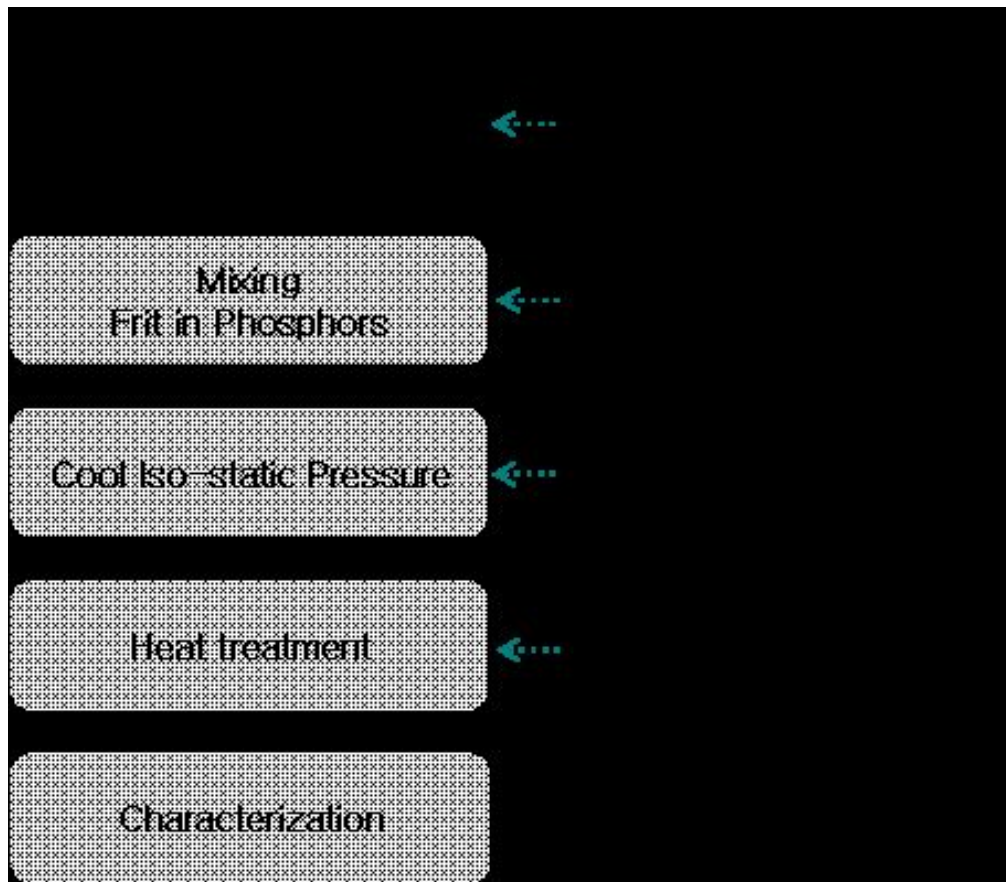 Mixing
Frit in Phosphors
Cool Iso-static Pressure
Heat treatment
Characterization